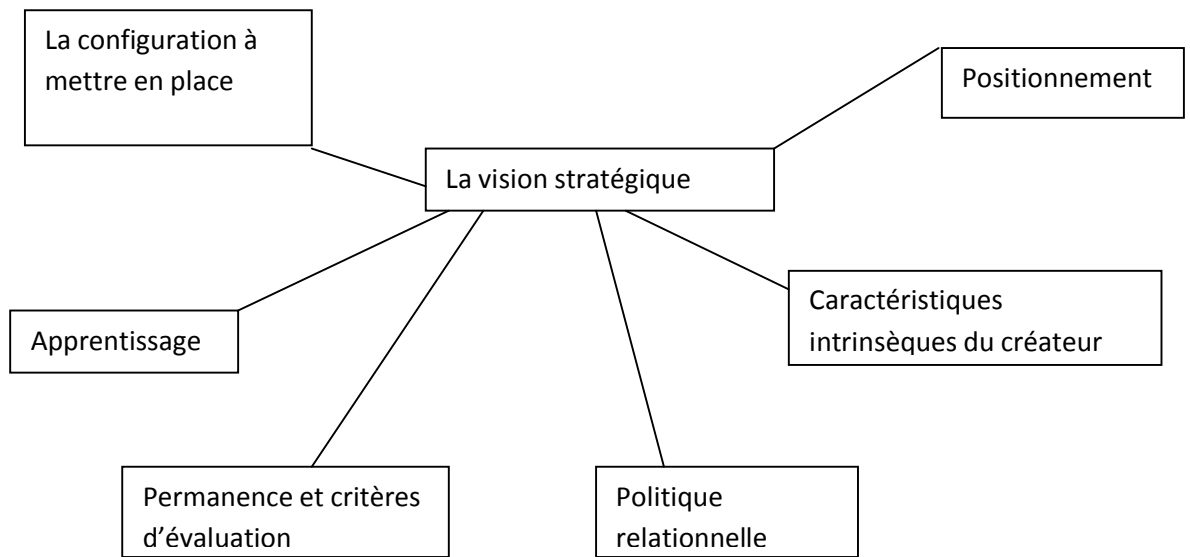 La configuration à
mettre en place
Positionnement
La vision stratégique
Caractéristiques
intrinsèques du créateur
Apprentissage
Permanence et critères
d’évaluation
Politique
relationnelle